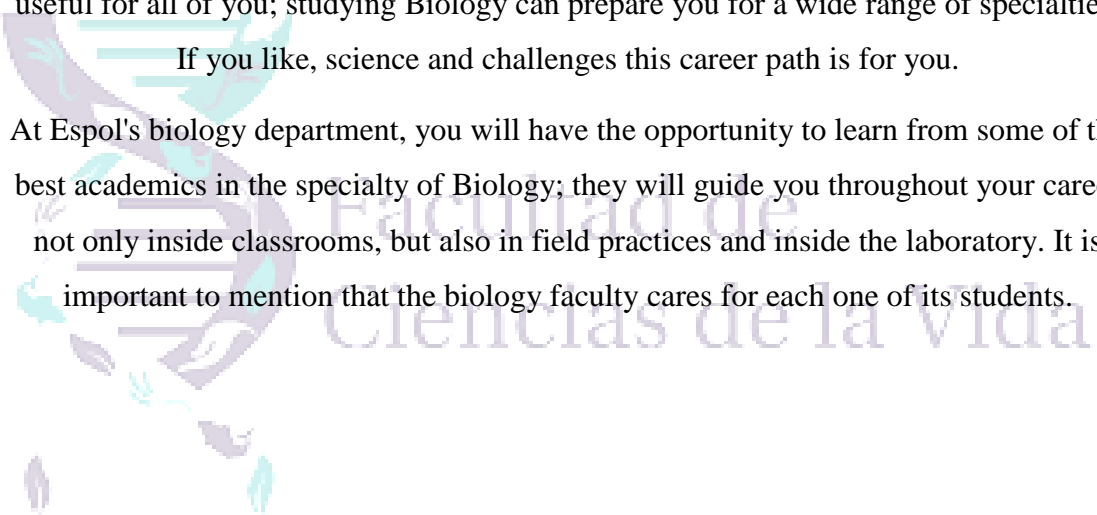 useful for all of you; studying Biology can prepare you for a wide range of
If you like, science and challenges this career path is for you.
At Espol's biology department, you will have the opportunity to learn from some of
best academics in the specialty of Biology; they will guide you throughout your
not only inside classrooms, but also in field practices and inside the laboratory. It is
Facultad de
important to mention that the biology faculty cares for each one of its students.
Ciencias de la Vida